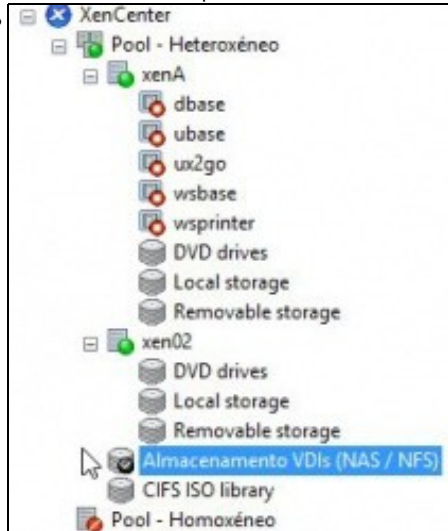 XenCenter
Pool - Heteroxéneo
xenA
dbase
ubase
ux2go
wsbase
wsprinter
DVD drives
Local storage
Removable storage
xen02
DVD drives
Local storage
Removable storage
Almacenamento VDIs (NAS / NFS)
CIFS ISO library
Pool - Homoxéneo